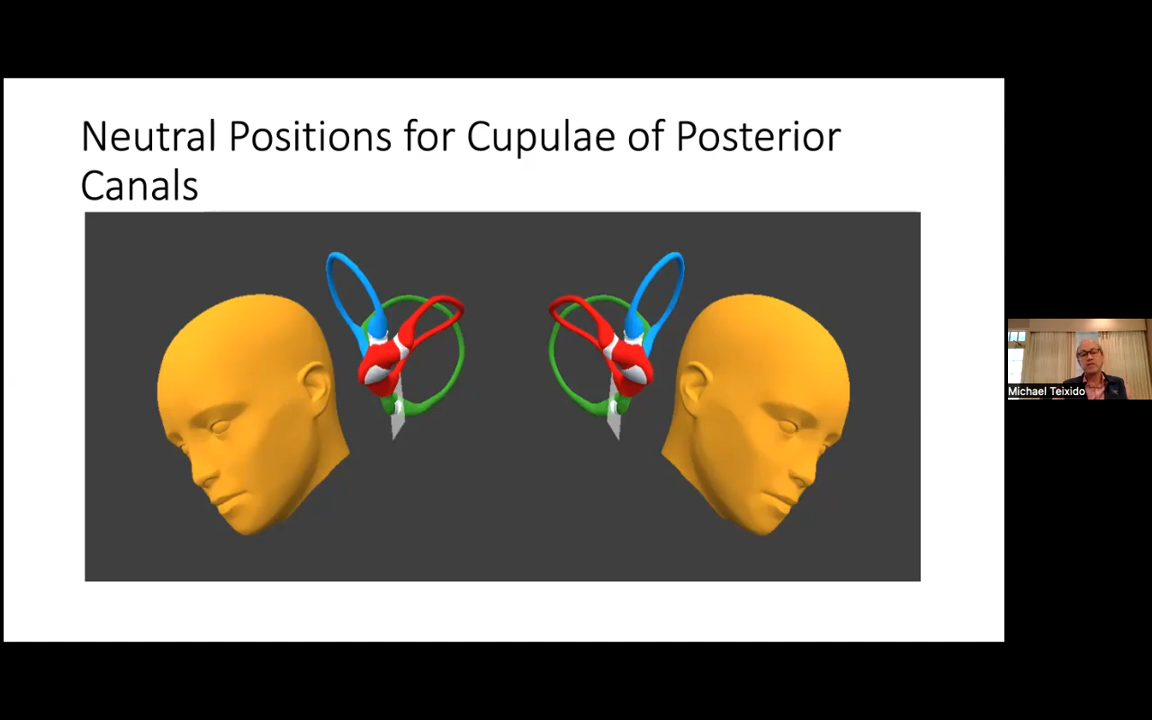 Neutral Positions for Cupulae of Posterior
Canals
Michael Teixido